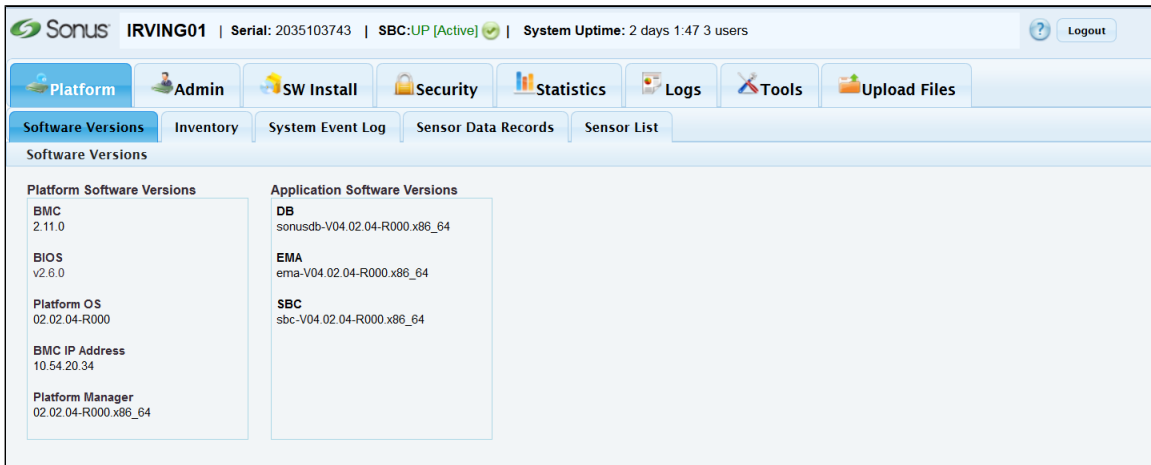 Sonus IRVING01 | Serial: 2035103743 | SBC:UP [Active] | System Uptime: 2 days 1:47 3 users ? Logout
Platform Admin SW Install Security Statistics Logs Tools Upload Files
Software Versions Inventory System Event Log Sensor Data Records Sensor List
Software Versions
Platform Software Versions
BMC
2.11.0
BIOS
v2.6.0
Platform OS
02.02.04-R000
BMC IP Address
10.54.20.34
Platform Manager
02.02.04-R000.x86_64
Application Software Versions
DB
sonusdb-V04.02.04-R000.x86_64
EMA
ema-V04.02.04-R000.x86_64
SBC
sbc-V04.02.04-R000.x86_64